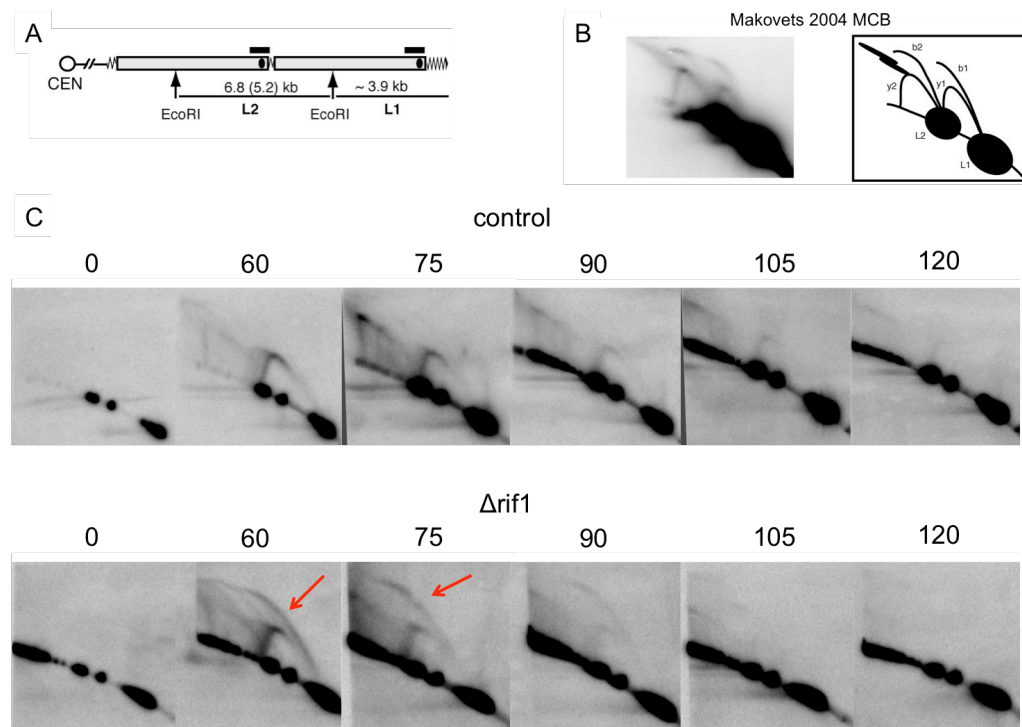 A
CEN
EcoRI
6.8 (5.2) kb
L2
EcoRI
~ 3.9 kb
L1
B
Makovets 2004 MCB
b2
b1
y2
y1
L2
L1
C
control
0 60 75 90 105 120
Δrif1
0 60 75 90 105 120